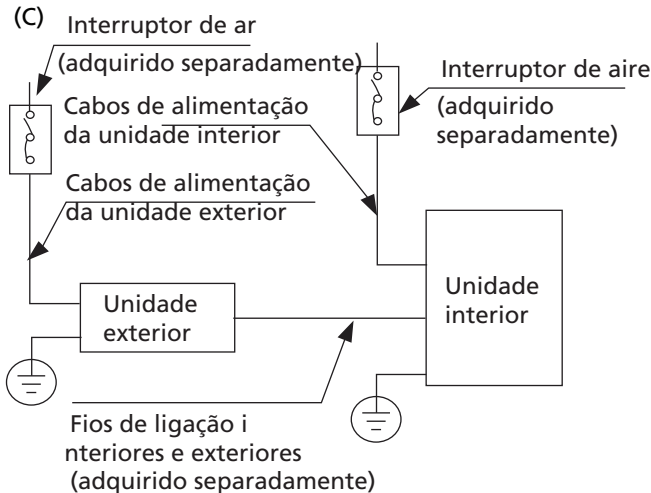 (C)
Interruptor de ar
(adquirido separadamente)
Interruptor de aire
(adquirido
separadamente)
Cabos de alimentação
da unidade interior
Cabos de alimentação
da unidade exterior
Unidade
exterior
Unidade
interior
Fios de ligação i
nteriores e exteriores
(adquirido separadamente)